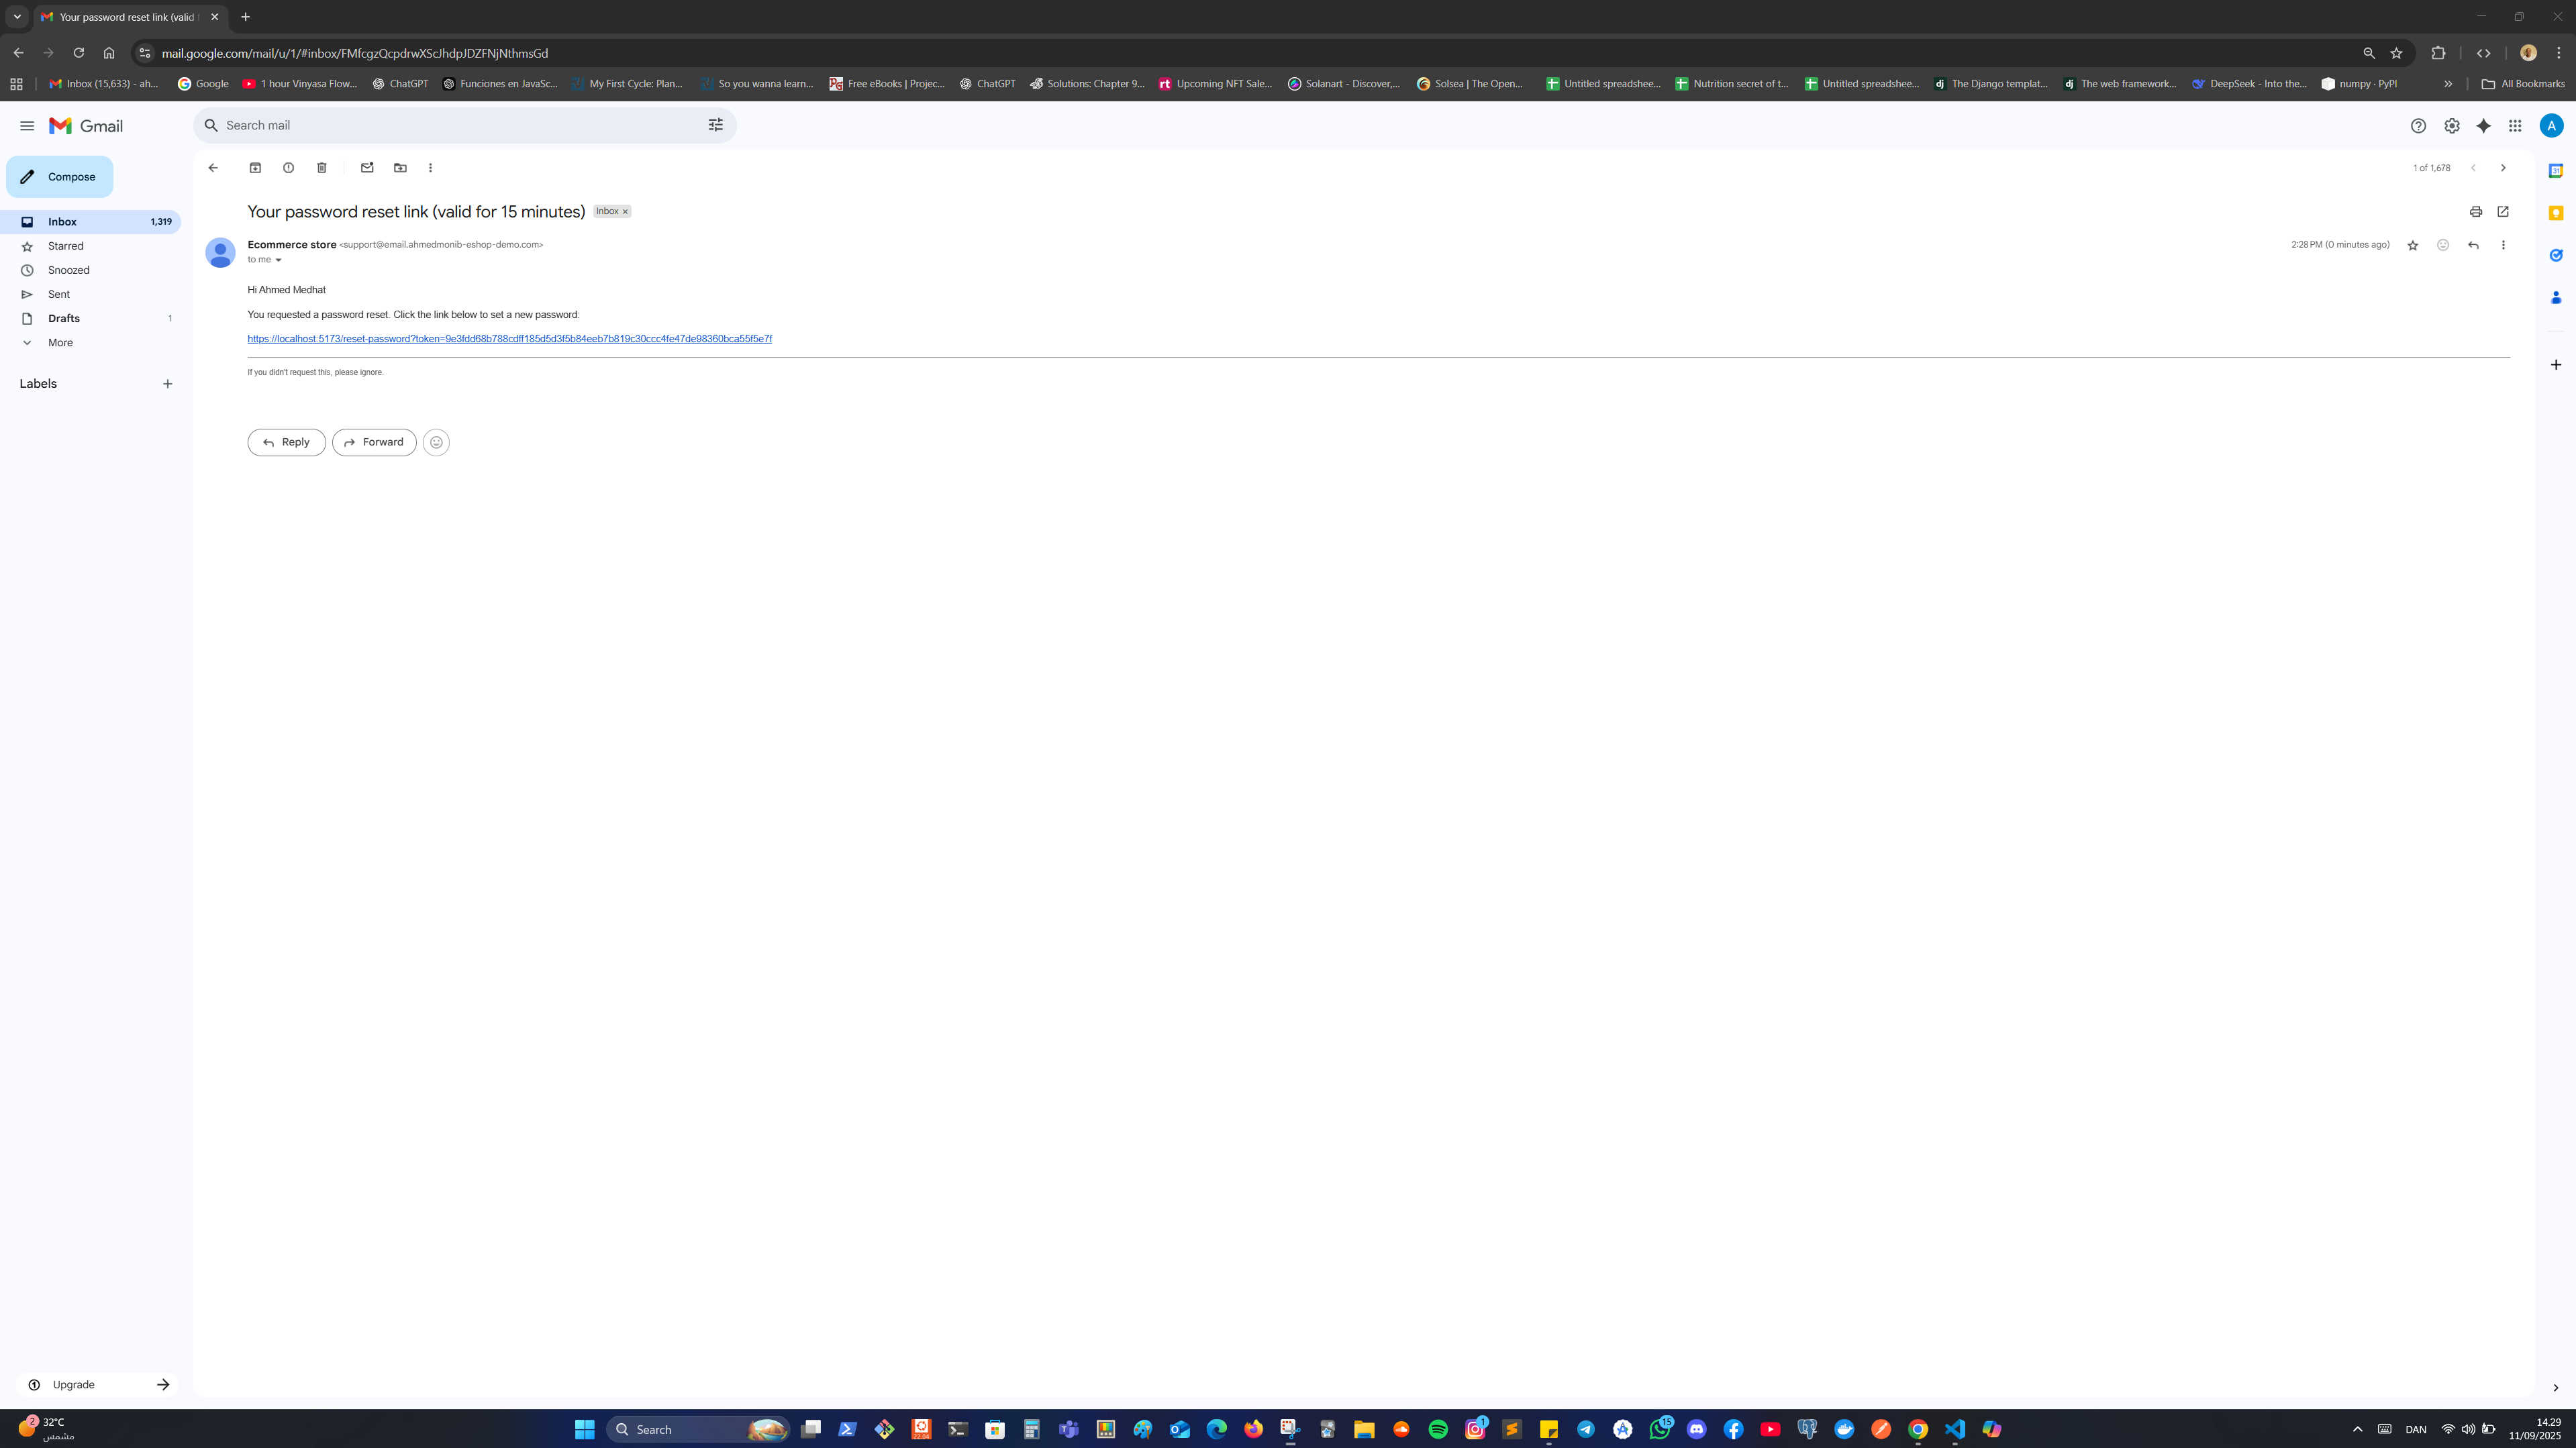 Your password reset link (valid f
mail.google.com/mail/u/1/#inbox/FMfcgzQcpdrwXScJhdpJDZFNjNthmsGd
Inbox (15,633) - ah...
Google
1 hour Vinyasa Flow...
ChatGPT
Funciones en JavaSc...
My First Cycle: Plan...
So you wanna learn...
Free eBooks | Projec...
ChatGPT
Solutions: Chapter 9...
Upcoming NFT Sale...
Solanart - Discover,...
Solsea | The Open...
Untitled spreadshee...
Nutrition secret of t...
Untitled spreadshee...
The Django templat...
The web framework...
DeepSeek - Into the...
numpy · PyPI
All Bookmarks
Gmail
Search mail
A
Compose
1 of 1,678
Your password reset link (valid for 15 minutes) Inbox
Inbox 1,319
Ecommerce store <support@email.ahmedmonib-eshop-demo.com>
2:28 PM (0 minutes ago)
Starred
to me
Snoozed
Hi Ahmed Medhat
Sent
You requested a password reset. Click the link below to set a new password:
Drafts 1
https://localhost:5173/reset-password?token=9e3fdd68b788cdff185d5d3f5b84eeb7b819c30ccc4fe47de98360bca55f5e7f
More
If you didn't request this, please ignore.
Labels
Reply
Forward
Upgrade
2
32°C
مشمس
Search
22.04
1
15
DAN
14.29
11/09/2025